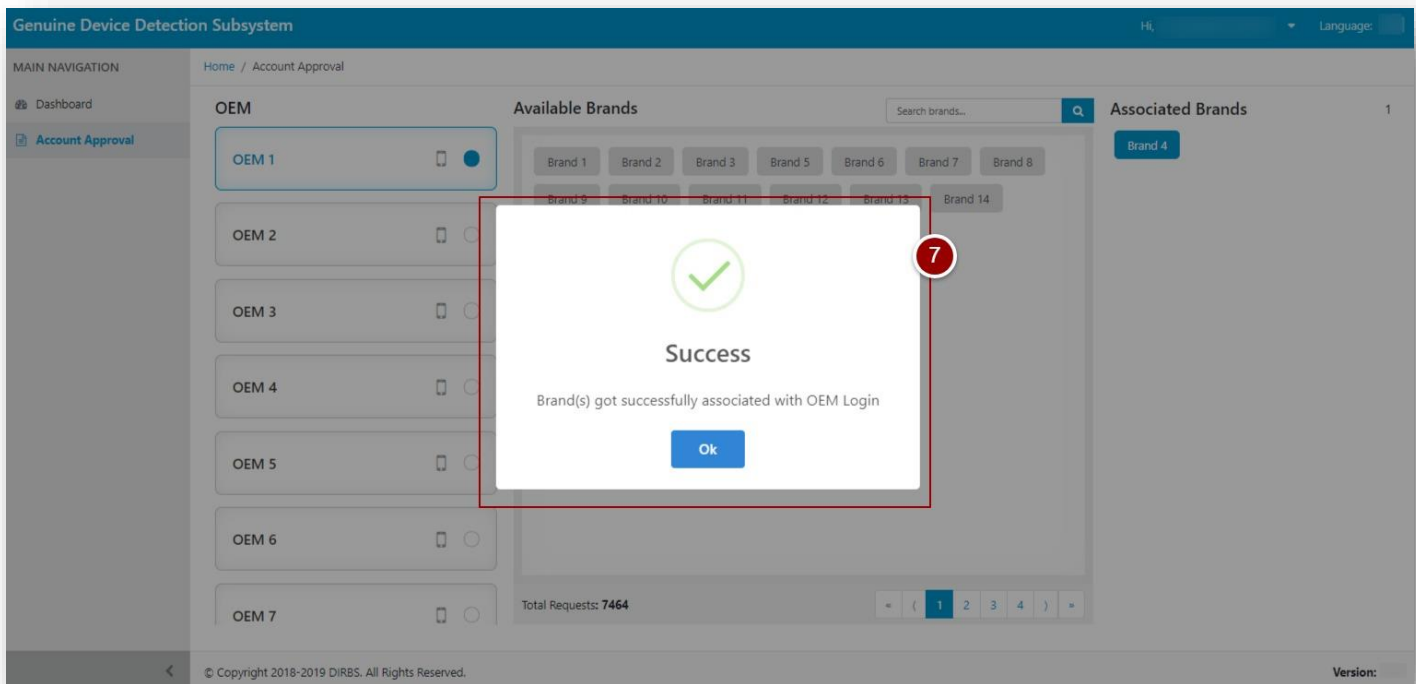 Genuine Device Detection Subsystem
Hi,
Language:
MAIN NAVIGATION
Dashboard
Account Approval
Home / Account Approval
OEM
OEM 1
OEM 2
OEM 3
OEM 4
OEM 5
OEM 6
OEM 7
Available Brands
Search brands...
Brand 1 Brand 2 Brand 3 Brand 5 Brand 6 Brand 7 Brand 8
Brand 9 Brand 10 Brand 11 Brand 12 Brand 13 Brand 14
7
Success
Brand(s) got successfully associated with OEM Login
Ok
Total Requests: 7464
« ⟨ 1 2 3 4 ⟩ »
Associated Brands 1
Brand 4
© Copyright 2018-2019 DIRBS. All Rights Reserved.
Version: